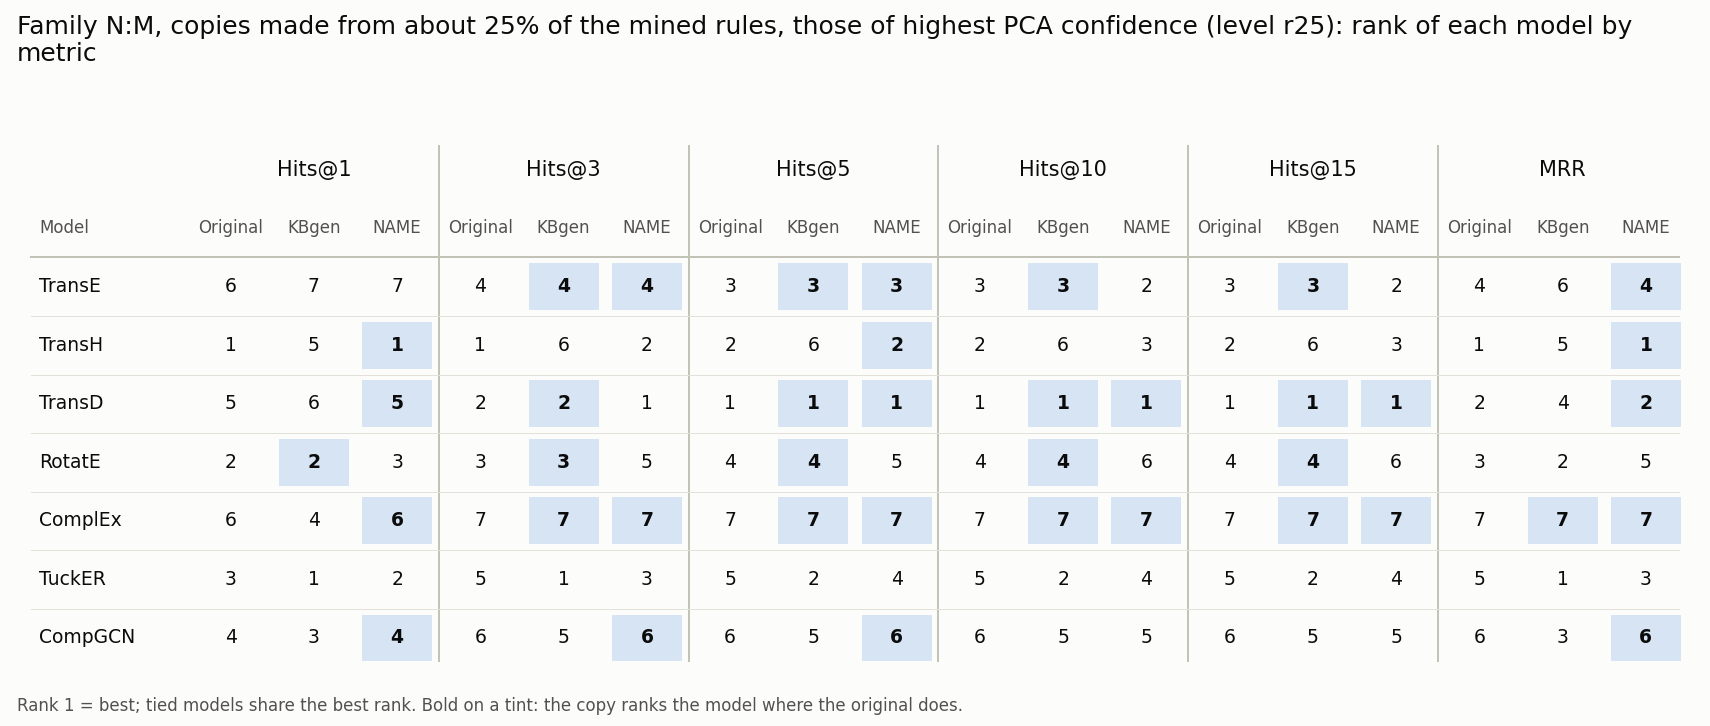 Family N:M, copies made from about 25% of the mined rules, those of highest PCA confidence (level r25): rank of each model by
metric
Hits@1 Hits@3 Hits@5 Hits@10 Hits@15 MRR
Model Original KBgen NAME Original KBgen NAME Original KBgen NAME Original KBgen NAME Original KBgen NAME Original KBgen NAME
TransE 6 7 7 4 4 4 3 3 3 3 3 2 3 3 2 4 6 4
TransH 1 5 1 1 6 2 2 6 2 2 6 3 2 6 3 1 5 1
TransD 5 6 5 2 2 1 1 1 1 1 1 1 1 1 1 2 4 2
RotatE 2 2 3 3 3 5 4 4 5 4 4 6 4 4 6 3 2 5
ComplEx 6 4 6 7 7 7 7 7 7 7 7 7 7 7 7 7 7 7
TuckER 3 1 2 5 1 3 5 2 4 5 2 4 5 2 4 5 1 3
CompGCN 4 3 4 6 5 6 6 5 6 6 5 5 6 5 5 6 3 6
Rank 1 = best; tied models share the best rank. Bold on a tint: the copy ranks the model where the original does.